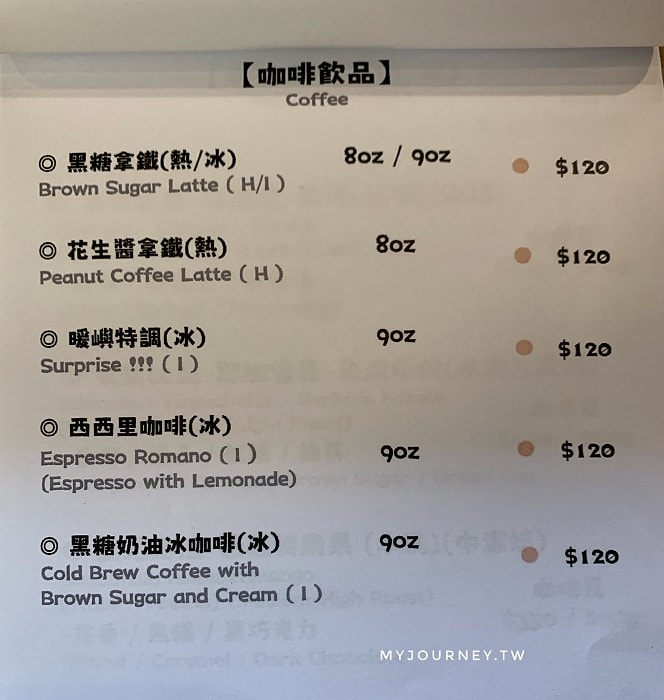 【咖啡飲品】
Coffee
◎ 黑糖拿鐵(熱/冰) 8oz / 9oz $120
Brown Sugar Latte ( H/I )
◎ 花生醬拿鐵(熱) 8oz $120
Peanut Coffee Latte ( H )
◎ 暖嶼特調(冰) 9oz $120
Surprise !!! ( I )
◎ 西西里咖啡(冰)
Espresso Romano ( I ) 9oz $120
(Espresso with Lemonade)
◎ 黑糖奶油冰咖啡(冰) 9oz $120
Cold Brew Coffee with
Brown Sugar and Cream ( I )
MYJOURNEY.TW